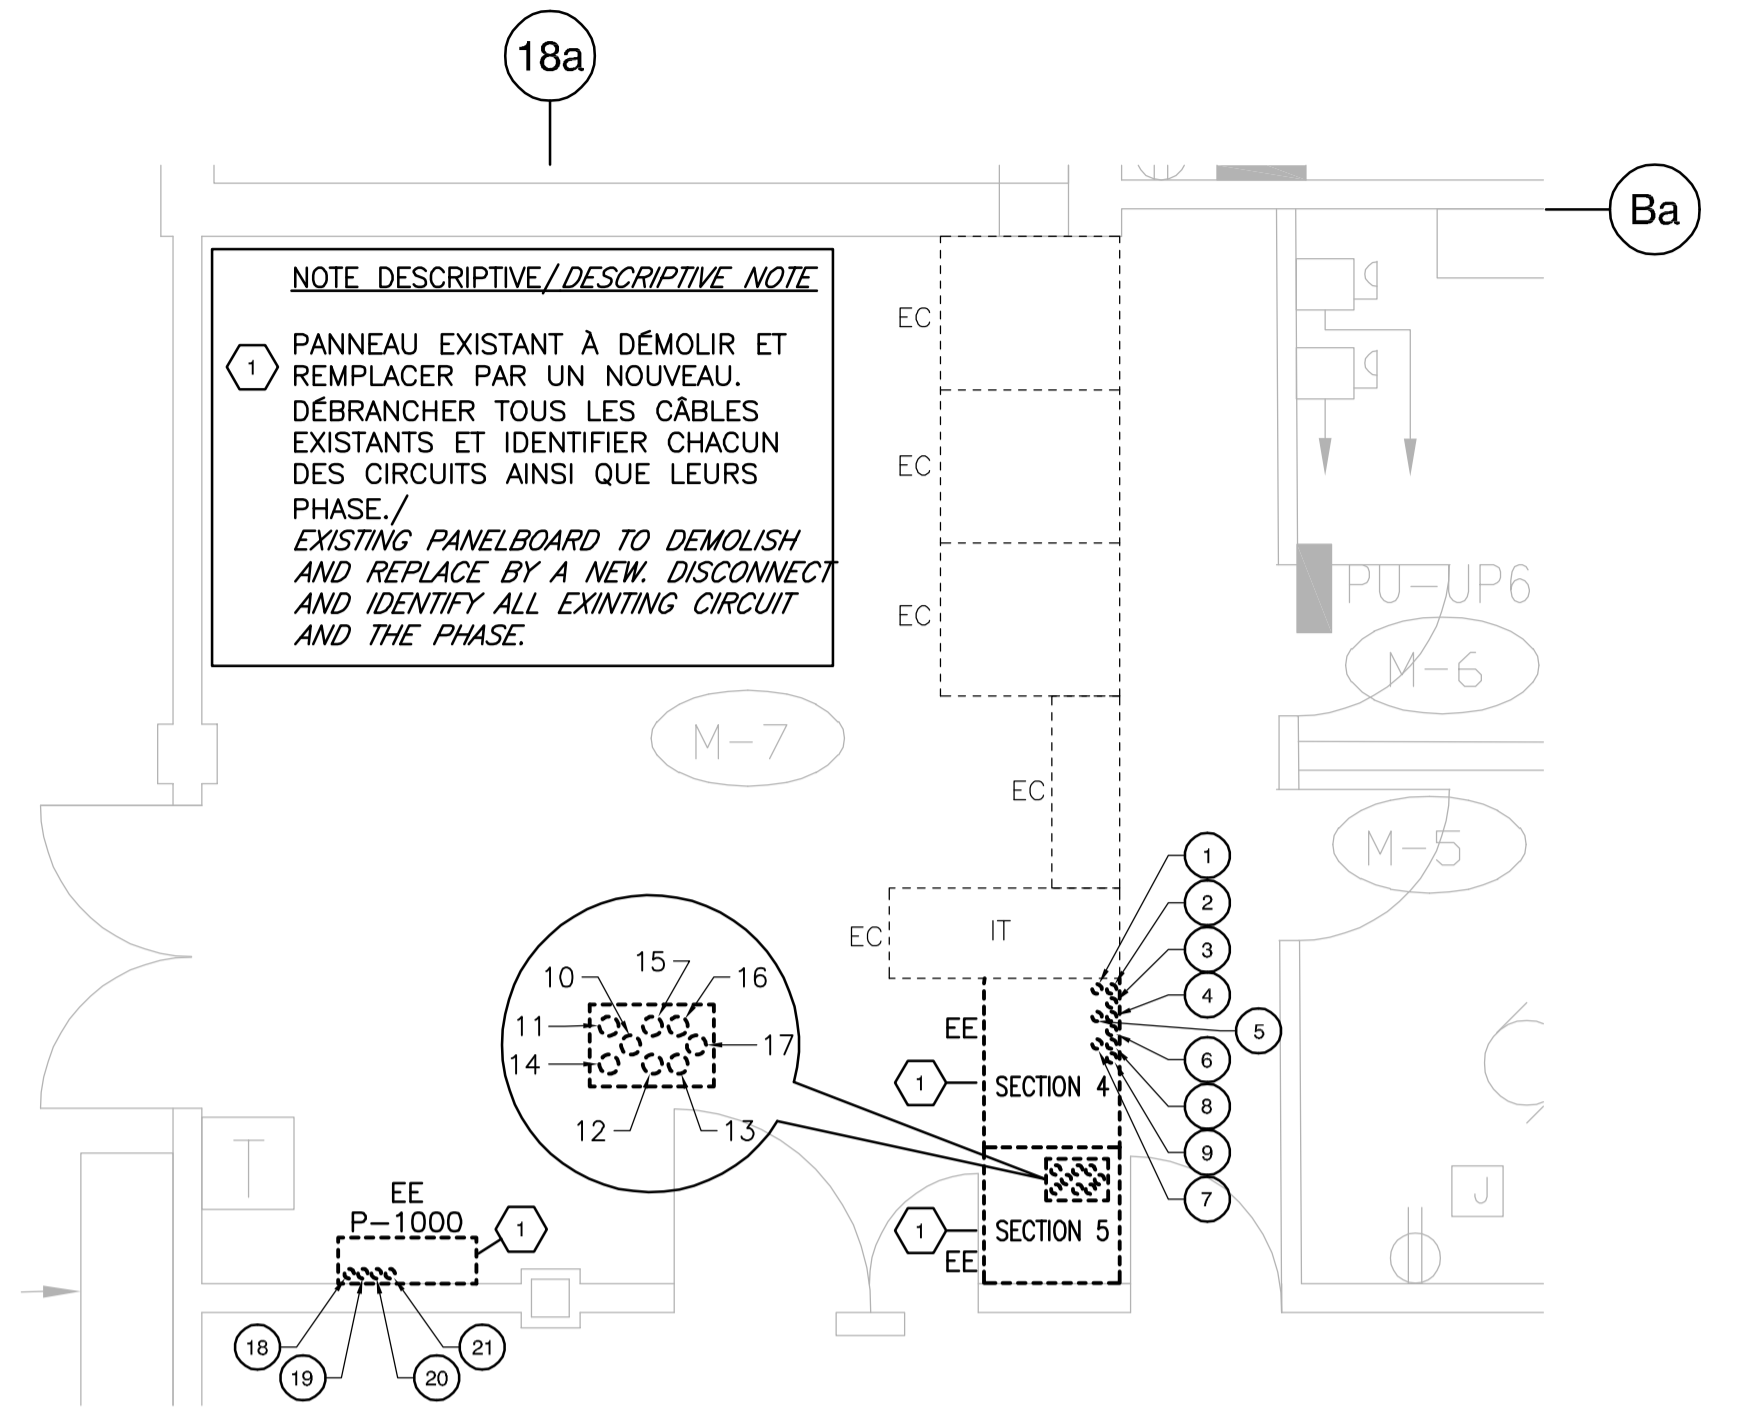 18a
Ba
NOTE DESCRIPTIVE/DESCRIPTIVE NOTE
1
PANNEAU EXISTANT À DÉMOLIR ET
REMPLACER PAR UN NOUVEAU.
DÉBRANCHER TOUS LES CÂBLES
EXISTANTS ET IDENTIFIER CHACUN
DES CIRCUITS AINSI QUE LEURS
PHASE./
EXISTING PANELBOARD TO DEMOLISH
AND REPLACE BY A NEW. DISCONNECT
AND IDENTIFY ALL EXINTING CIRCUIT
AND THE PHASE.
EC
EC
EC
EC
EC
IT
PU-UP6
M-6
M-7
M-5
1
2
3
4
5
6
8
9
7
10
15
16
11
17
14
12
13
EE
1
SECTION 4
1
SECTION 5
EE
T
J
EE
P-1000
1
18
19
20
21